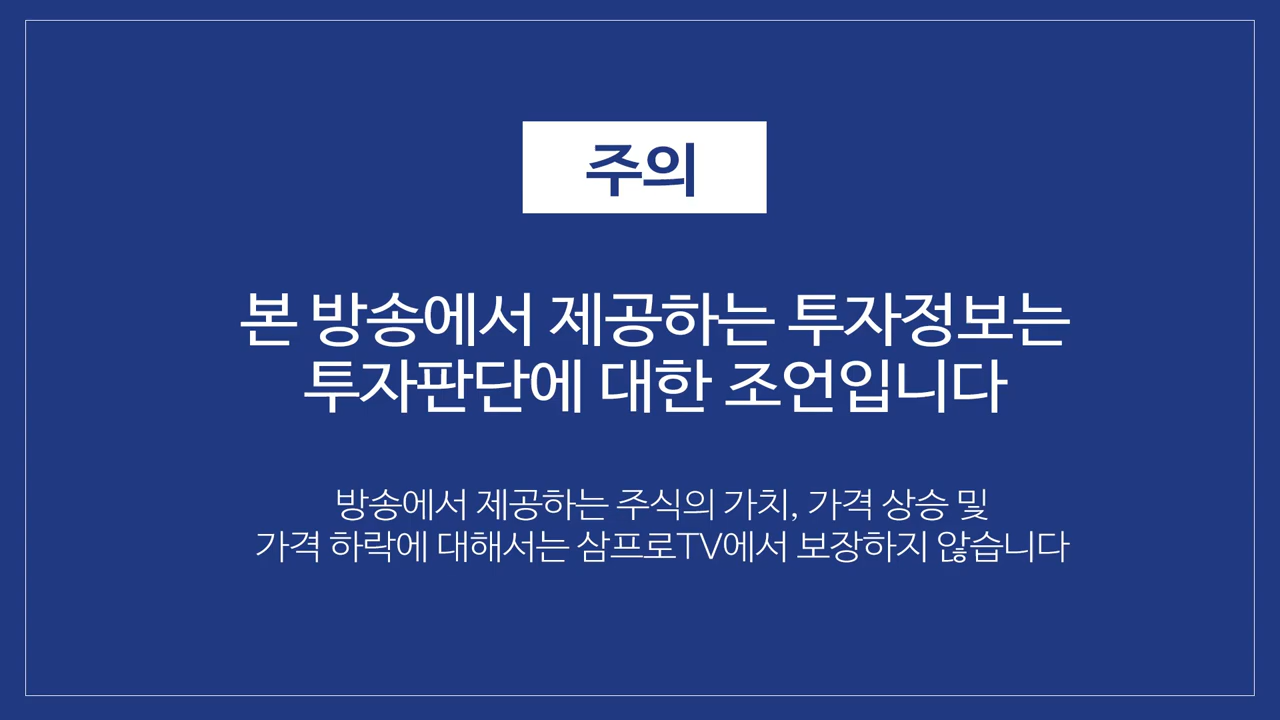 주의
본 방송에서 제공하는 투자정보는
투자판단에 대한 조언입니다
방송에서 제공하는 주식의 가치, 가격 상승 및
가격 하락에 대해서는 삼프로TV에서 보장하지 않습니다